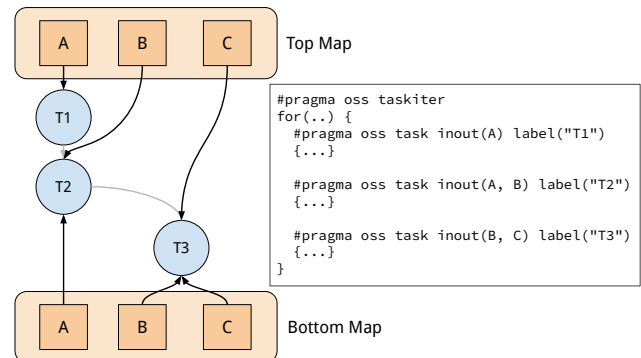 A B C Top Map
T1
T2
T3
A B C Bottom Map
#pragma oss taskiter
for(..) {
  #pragma oss task inout(A) label("T1")
  {...}
  #pragma oss task inout(A, B) label("T2")
  {...}
  #pragma oss task inout(B, C) label("T3")
  {...}
}